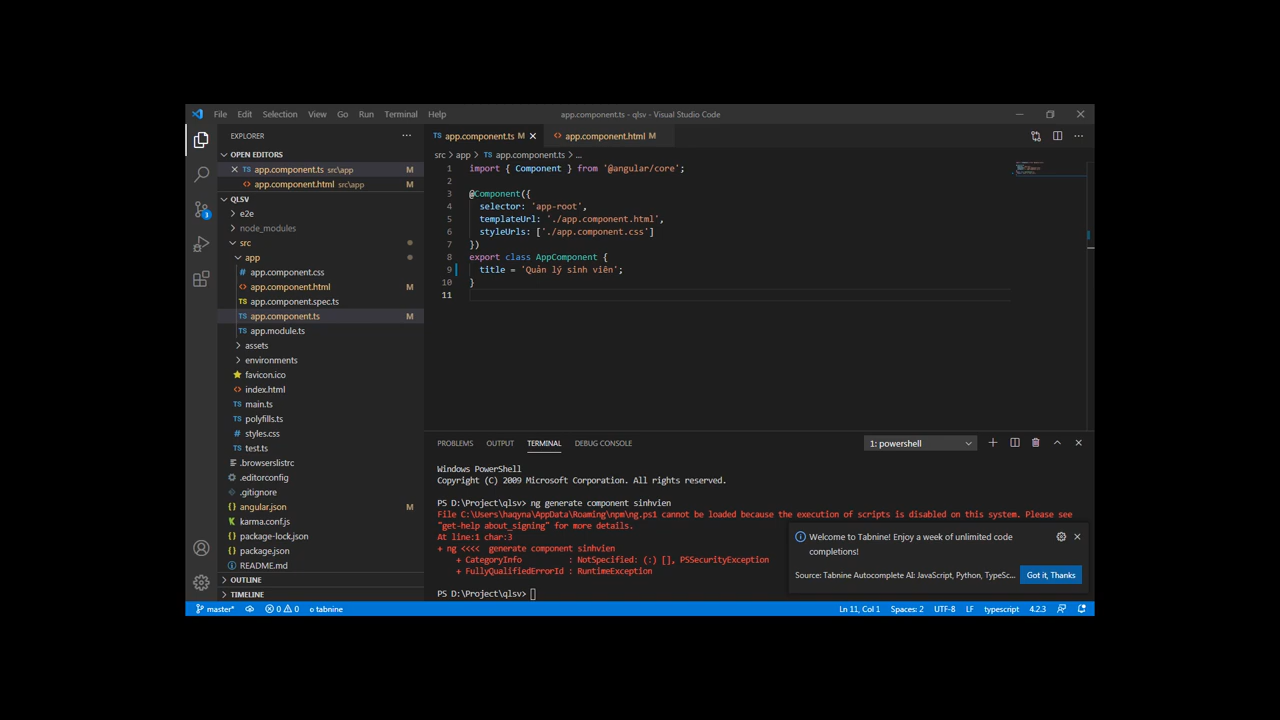 File Edit Selection View Go Run Terminal Help
app.component.ts - qlsv - Visual Studio Code
EXPLORER
OPEN EDITORS
app.component.ts src\app M
app.component.html src\app M
QLSV
e2e
node_modules
src
app
app.component.css
app.component.html M
app.component.spec.ts
app.component.ts M
app.module.ts
assets
environments
favicon.ico
index.html
main.ts
polyfills.ts
styles.css
test.ts
.browserslistrc
.editorconfig
.gitignore
angular.json M
karma.conf.js
package-lock.json
package.json
README.md
OUTLINE
TIMELINE
app.component.ts M
app.component.html M
src > app > TS app.component.ts > ...
1 import { Component } from '@angular/core';
2
3 @Component({
4 selector: 'app-root',
5 templateUrl: './app.component.html',
6 styleUrls: ['./app.component.css']
7 })
8 export class AppComponent {
9 title = 'Quản lý sinh viên';
10 }
11
PROBLEMS OUTPUT TERMINAL DEBUG CONSOLE
1: powershell
Windows PowerShell
Copyright (C) 2009 Microsoft Corporation. All rights reserved.
PS D:\Project\qlsv> ng generate component sinhvien
File C:\Users\haqyna\AppData\Roaming\npm\ng.ps1 cannot be loaded because the execution of scripts is disabled on this system. Please see
"get-help about_signing" for more details.
At line:1 char:3
+ ng <<<< generate component sinhvien
+ CategoryInfo : NotSpecified: (:) [], PSSecurityException
+ FullyQualifiedErrorId : RuntimeException
PS D:\Project\qlsv>
Welcome to Tabnine! Enjoy a week of unlimited code
completions!
Source: Tabnine Autocomplete AI: JavaScript, Python, TypeSc...
Got it, Thanks
master* 0 0 o tabnine
Ln 11, Col 1 Spaces: 2 UTF-8 LF typescript 4.2.3